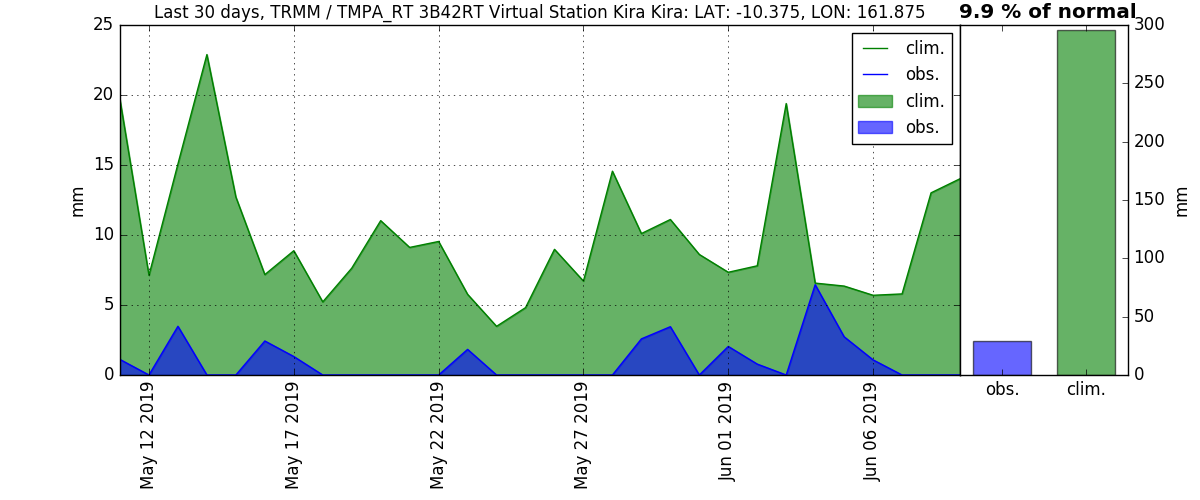 Last 30 days, TRMM / TMPA_RT 3B42RT Virtual Station Kira Kira: LAT: -10.375, LON: 161.875
9.9 % of normal
25
20
15
10
5
0
mm
clim.
obs.
clim.
obs.
May 12 2019
May 17 2019
May 22 2019
May 27 2019
Jun 01 2019
Jun 06 2019
300
250
200
150
100
50
0
mm
obs.
clim.